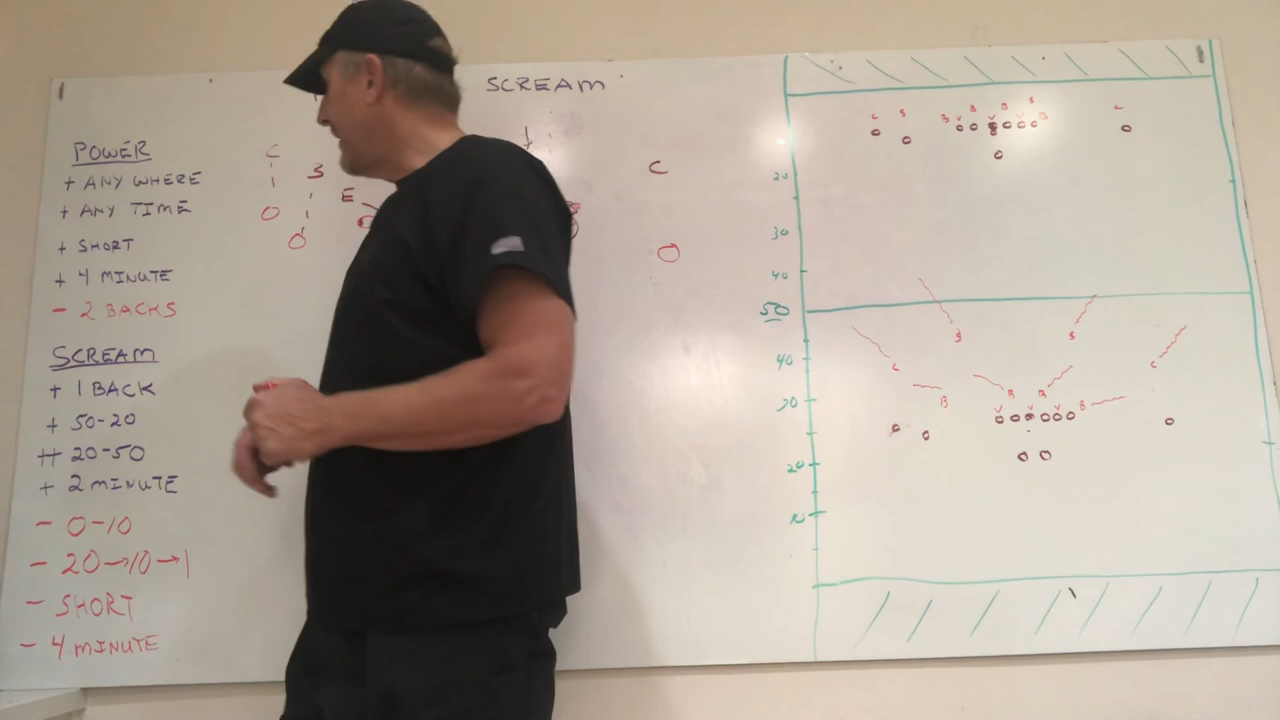 SCREAM
POWER
+ ANY WHERE
+ ANY TIME
+ SHORT
+ 4 MINUTE
- 2 BACKS
SCREAM
+ 1 BACK
+ 50-20
++ 20-50
+ 2 MINUTE
- 0-10
- 20→10→1
- SHORT
- 4 MINUTE
C
S
E
C
C S B B B S B C
V V V
20
30
40
50
40
30
20
10
S S
C C
B B B B
V V V